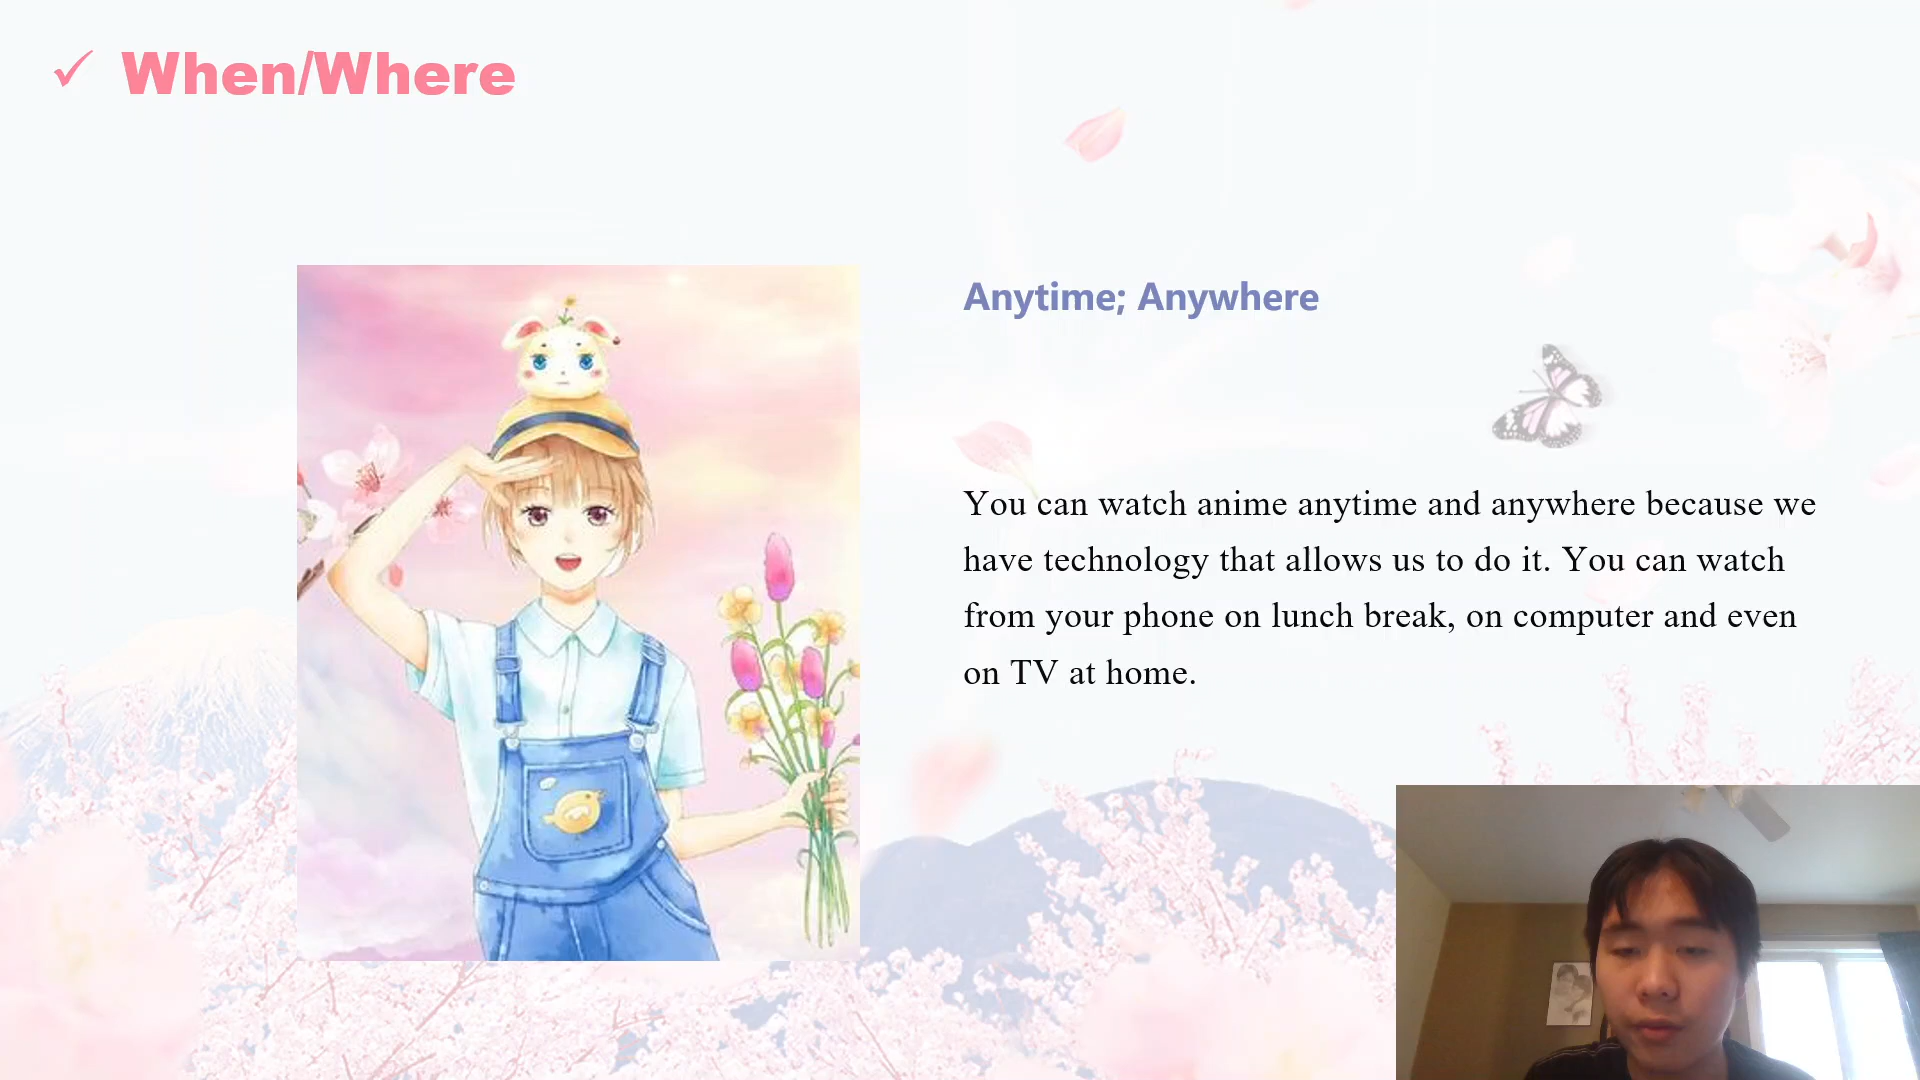 ✓ When/Where
Anytime; Anywhere
You can watch anime anytime and anywhere because we
have technology that allows us to do it. You can watch
from your phone on lunch break, on computer and even
on TV at home.